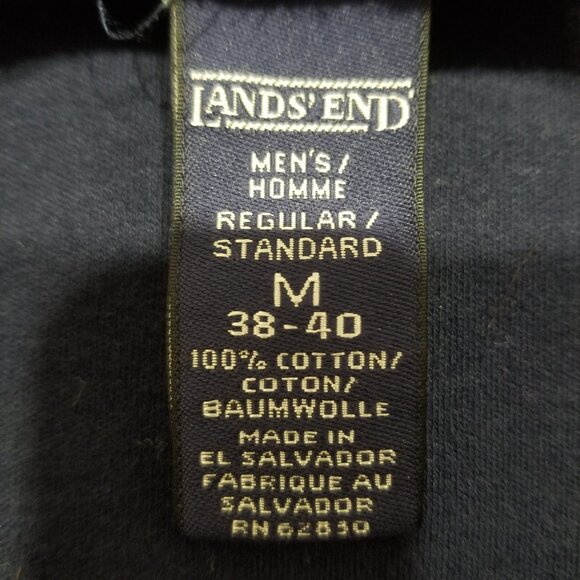 LANDS' END
MEN'S/
HOMME
REGULAR/
STANDARD
M
38-40
100% COTTON/
COTON/
BAUMWOLLE
MADE IN
EL SALVADOR
FABRIQUE AU
SALVADOR
RN 62830